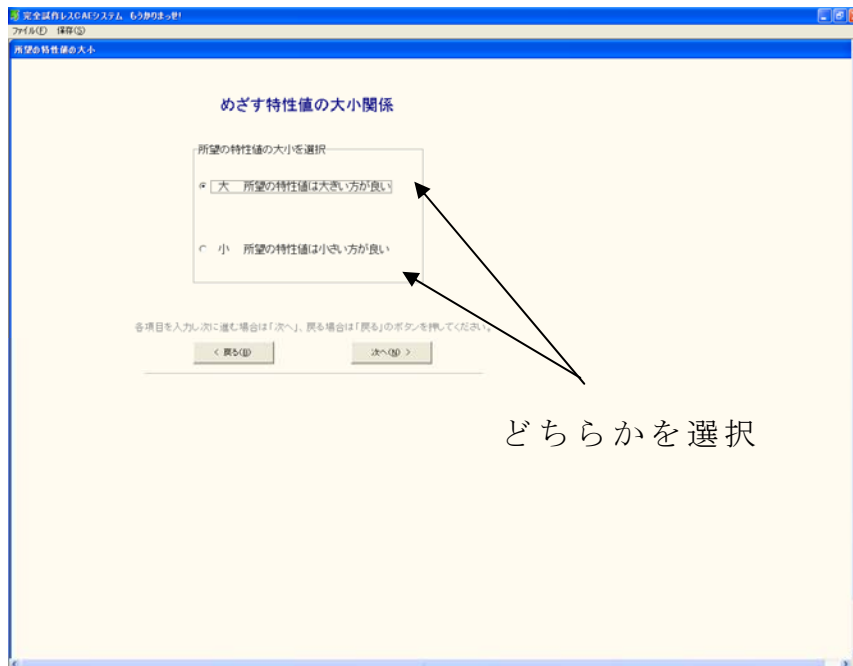 完全試作レスCAEシステム もうかりまっせ!
ファイル(F) 保存(S)
所望の特性値の大小
めざす特性値の大小関係
所望の特性値の大小を選択
大 所望の特性値は大きい方が良い
小 所望の特性値は小さい方が良い
各項目を入力し次に進む場合は「次へ」、戻る場合は「戻る」のボタンを押してください。
< 戻る(B) 次へ(N) >
どちらかを選択